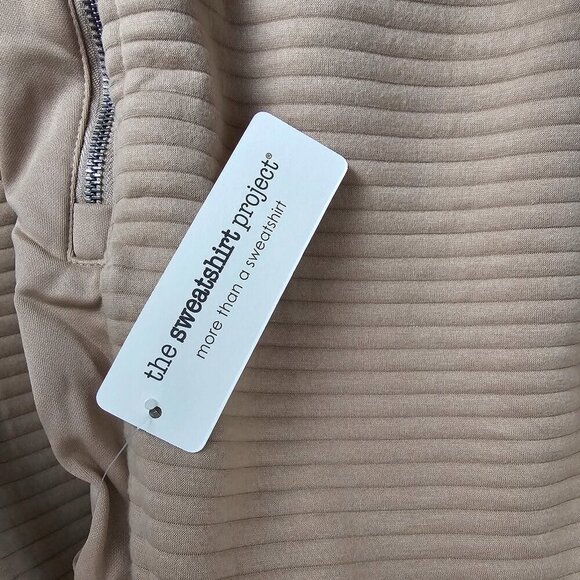 the sweatshirt project®
more than a sweatshirt